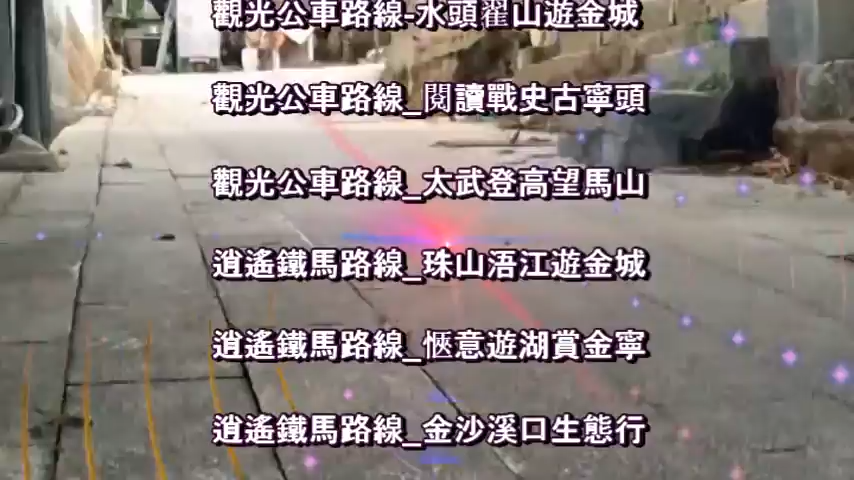 觀光公車路線-水頭翟山遊金城
觀光公車路線_閱讀戰史古寧頭
觀光公車路線_太武登高望馬山
逍遙鐵馬路線_珠山浯江遊金城
逍遙鐵馬路線_愜意遊湖賞金寧
逍遙鐵馬路線_金沙溪口生態行